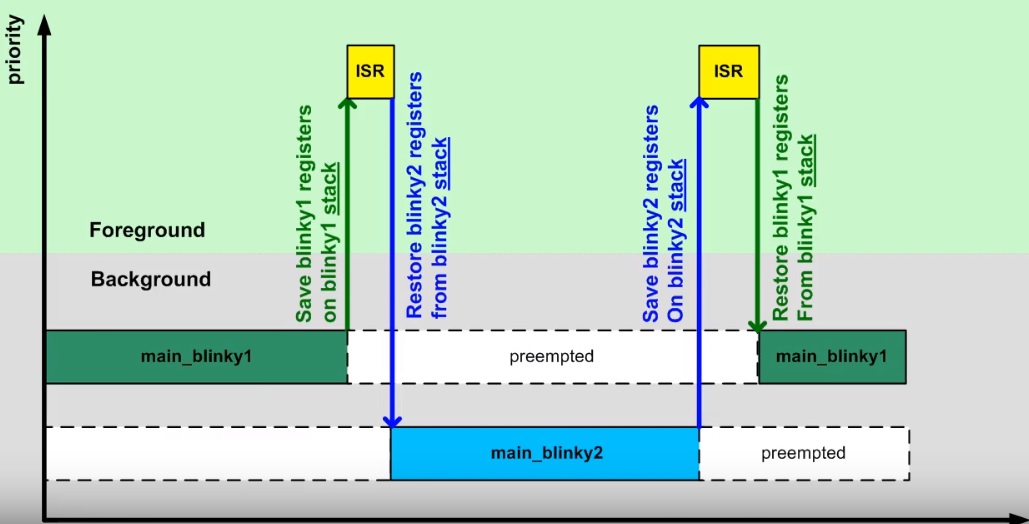 priority
ISR
ISR
Save blinky1 registers
on blinky1 stack
Restore blinky2 registers
from blinky2 stack
Save blinky2 registers
On blinky2 stack
Restore blinky1 registers
From blinky1 stack
Foreground
Background
main_blinky1
preempted
main_blinky1
main_blinky2
preempted